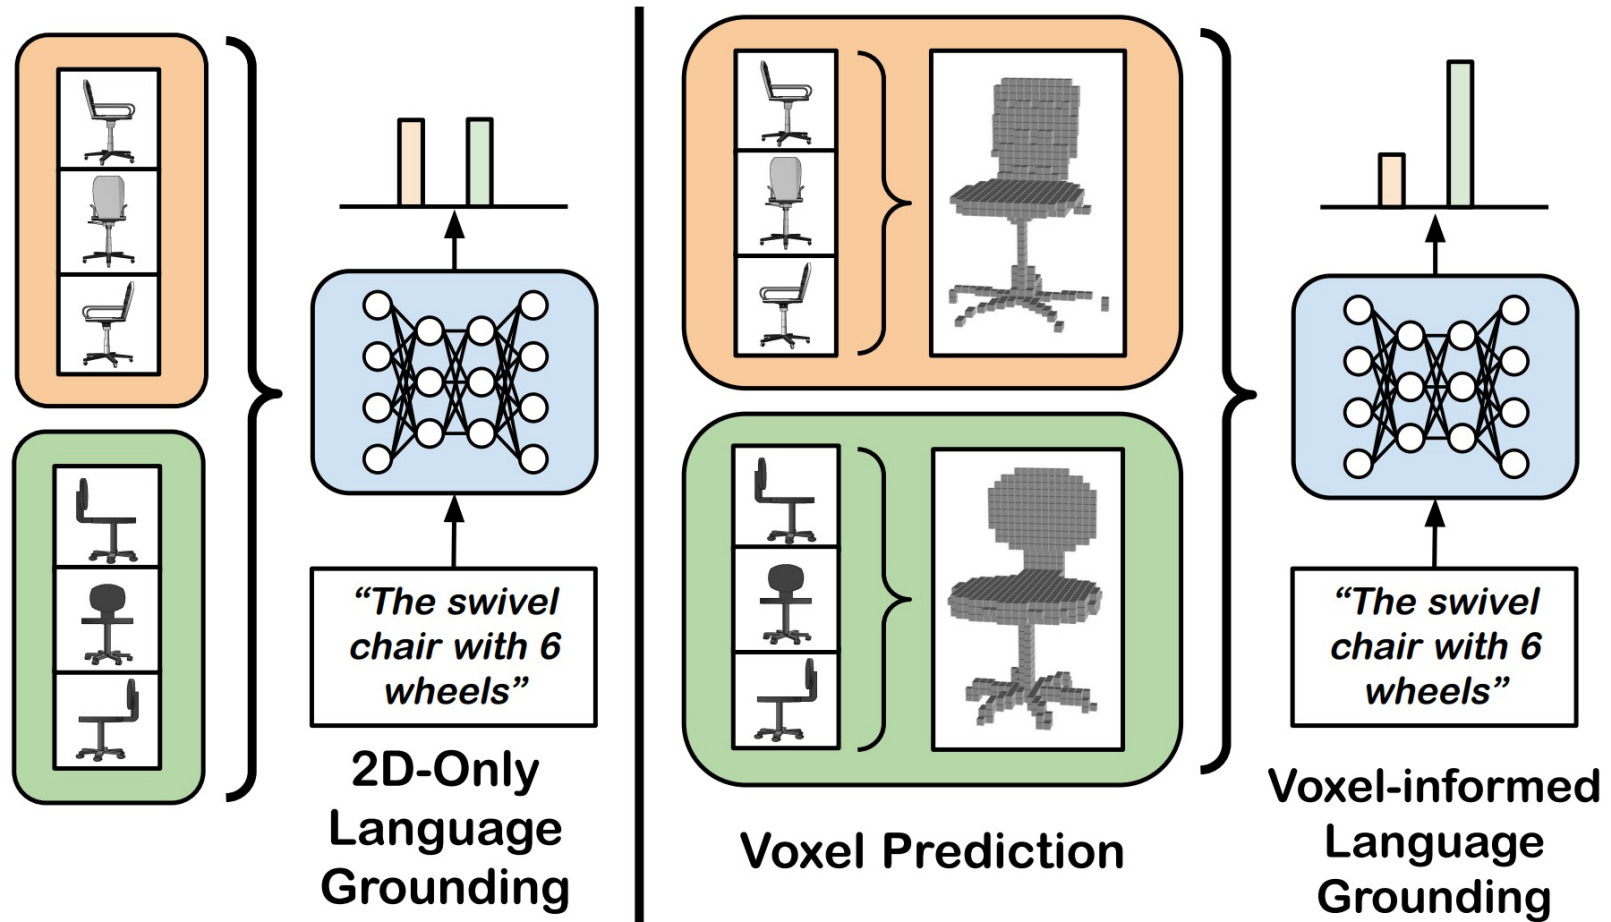 “The swivel
chair with 6
wheels”
2D-Only
Language
Grounding
Voxel Prediction
“The swivel
chair with 6
wheels”
Voxel-informed
Language
Grounding